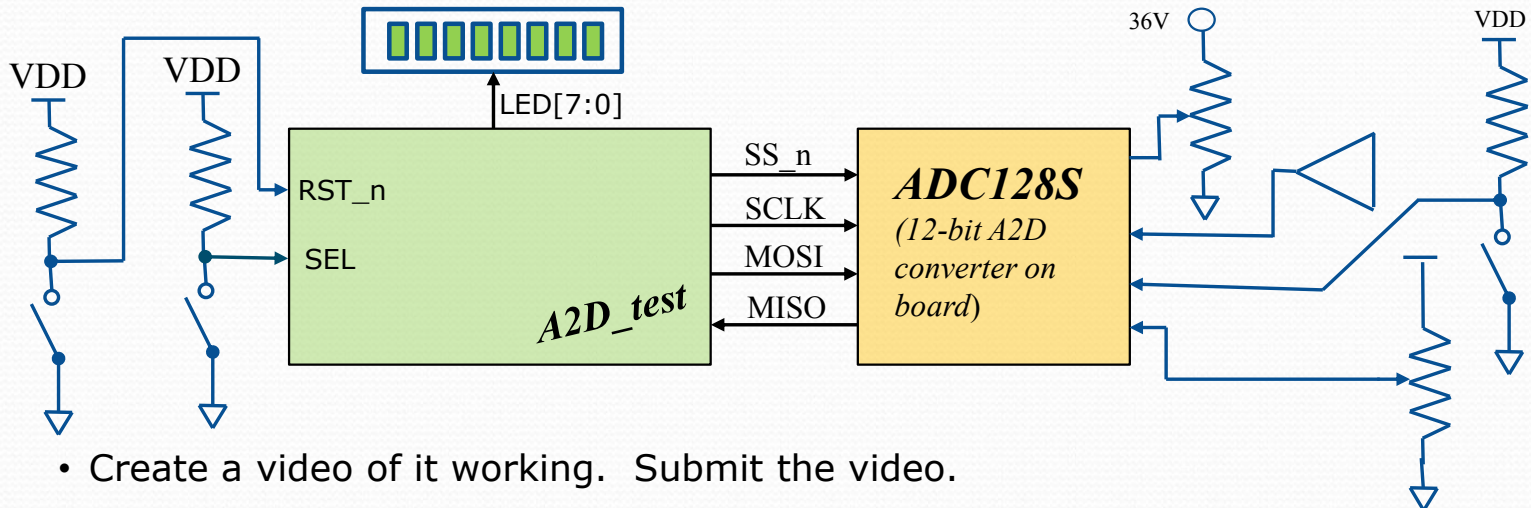 36V
VDD
VDD
VDD
LED[7:0]
RST_n
SEL
A2D_test
SS_n
SCLK
MOSI
MISO
ADC128S
(12-bit A2D
converter on
board)
• Create a video of it working.  Submit the video.